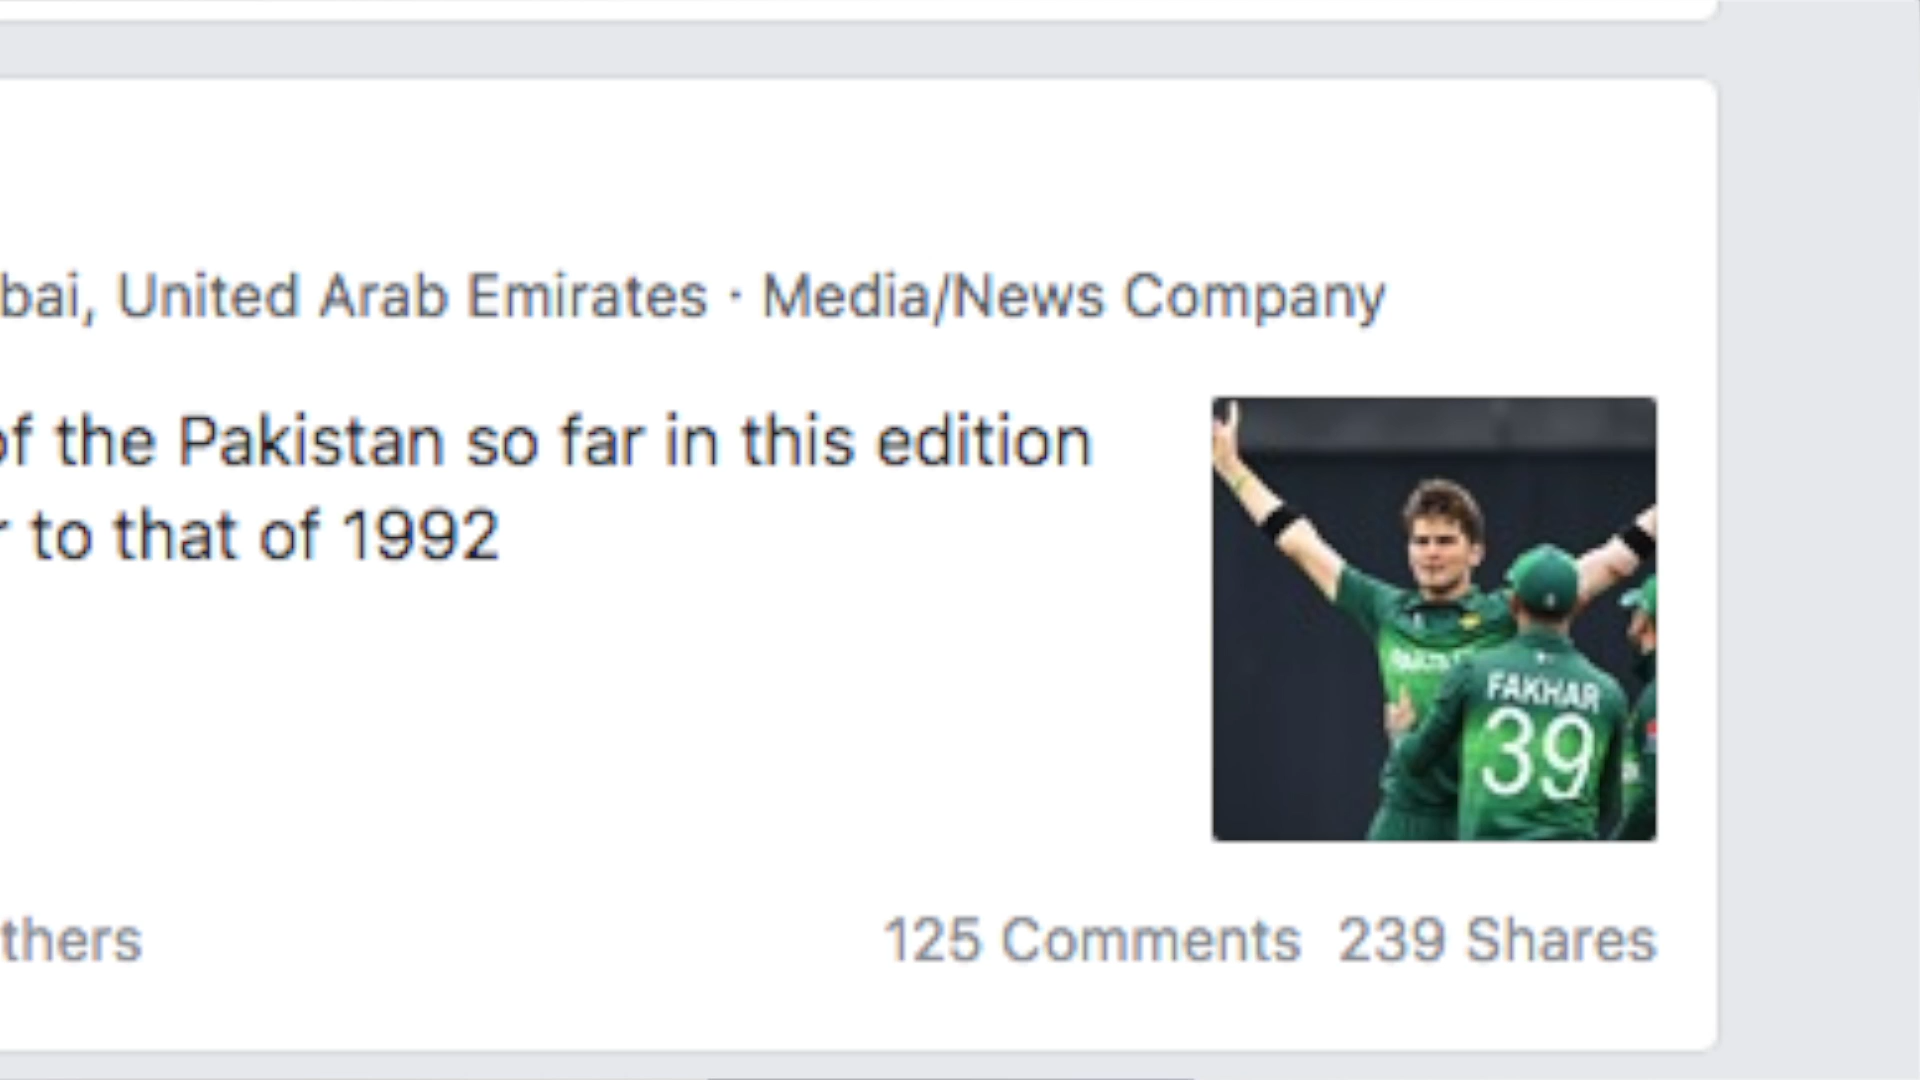 bai, United Arab Emirates · Media/News Company
of the Pakistan so far in this edition
r to that of 1992
FAKHAR
39
thers
125 Comments 239 Shares